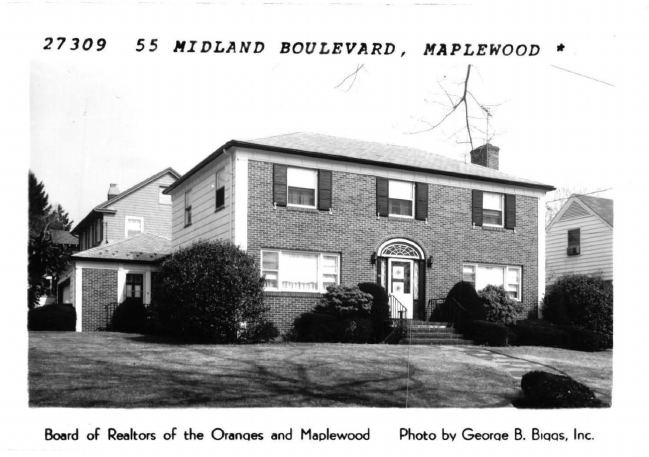 27309 55 MIDLAND BOULEVARD, MAPLEWOOD *
Board of Realtors of the Oranges and Maplewood Photo by George B. Biggs, Inc.